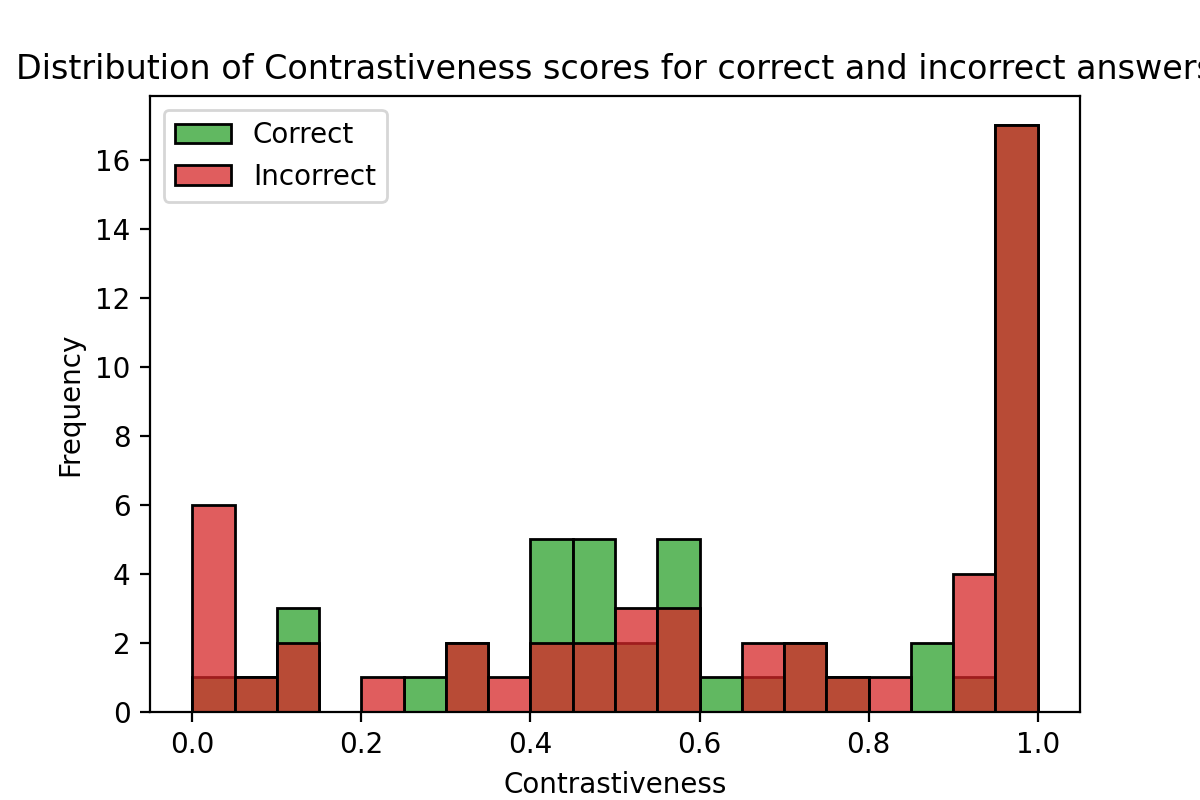 Distribution of Contrastiveness scores for correct and incorrect answers
Correct
Incorrect
16
14
12
10
8
6
4
2
0
Frequency
0.0 0.2 0.4 0.6 0.8 1.0
Contrastiveness